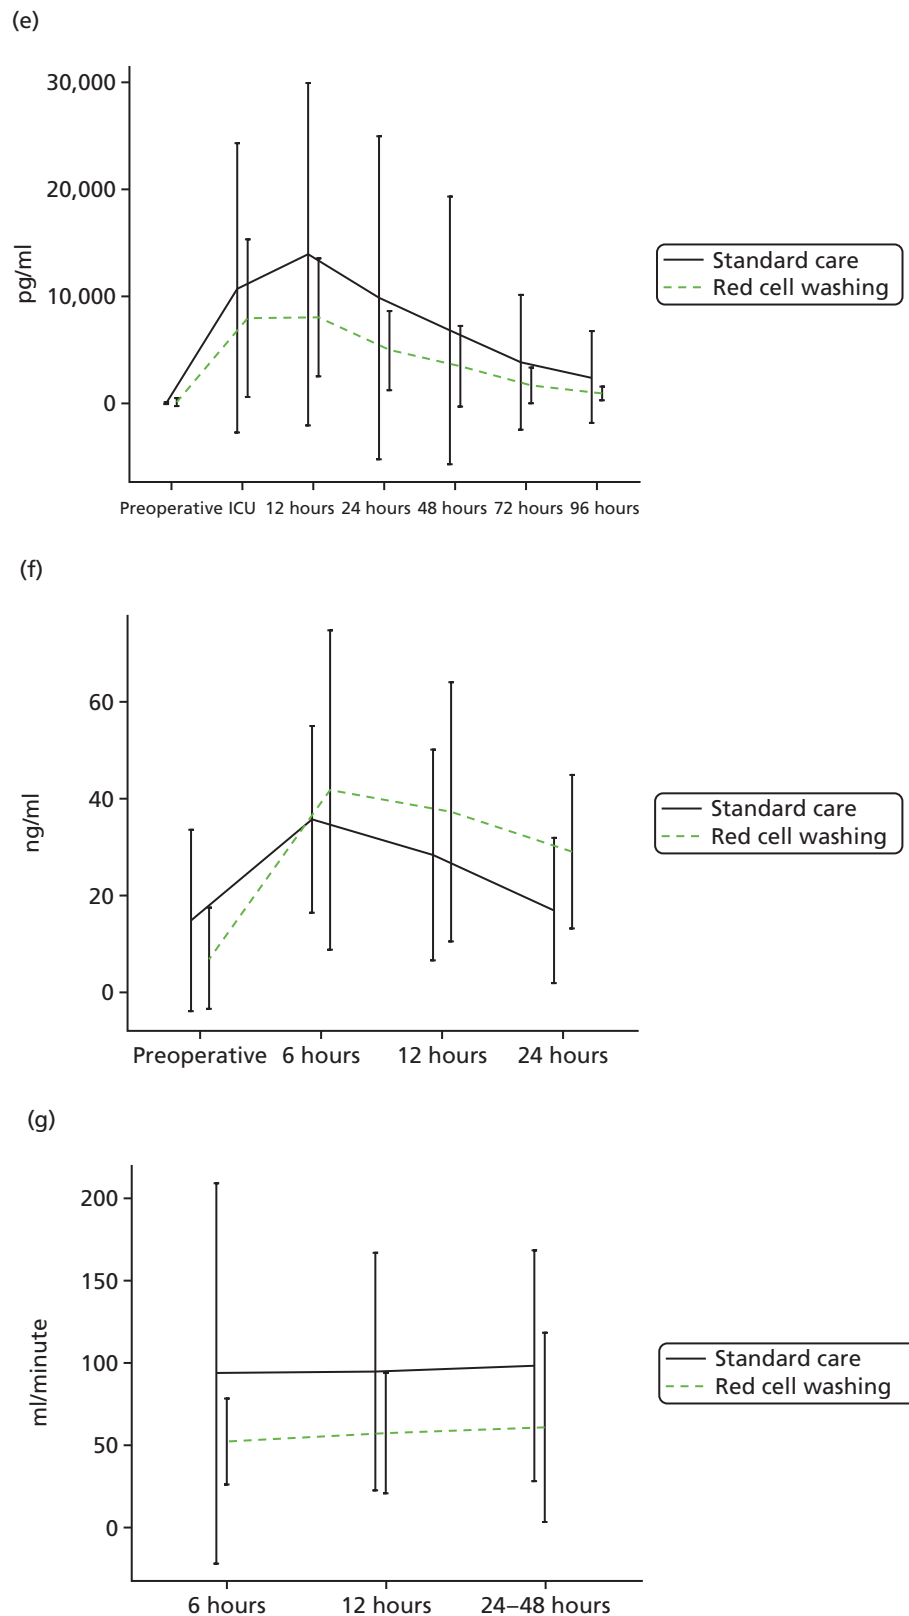 (e)
30,000
20,000
10,000
0
pg/ml
Preoperative ICU 12 hours 24 hours 48 hours 72 hours 96 hours
Standard care
Red cell washing
(f)
60
40
20
0
ng/ml
Preoperative 6 hours 12 hours 24 hours
Standard care
Red cell washing
(g)
200
150
100
50
0
ml/minute
6 hours 12 hours 24–48 hours
Standard care
Red cell washing